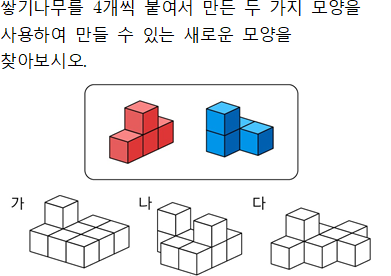 쌓기나무를 4개씩 붙여서 만든 두 가지 모양을
사용하여 만들 수 있는 새로운 모양을
찾아보시오.
가 나 다